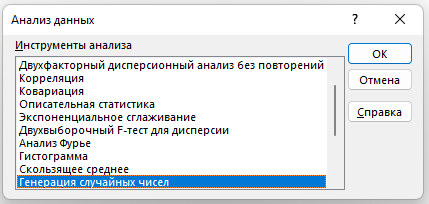 Анализ данных
?
Инструменты анализа
Двухфакторный дисперсионный анализ без повторений
Корреляция
Ковариация
Описательная статистика
Экспоненциальное сглаживание
Двухвыборочный F-тест для дисперсии
Анализ Фурье
Гистограмма
Скользящее среднее
Генерация случайных чисел
ОК
Отмена
Справка